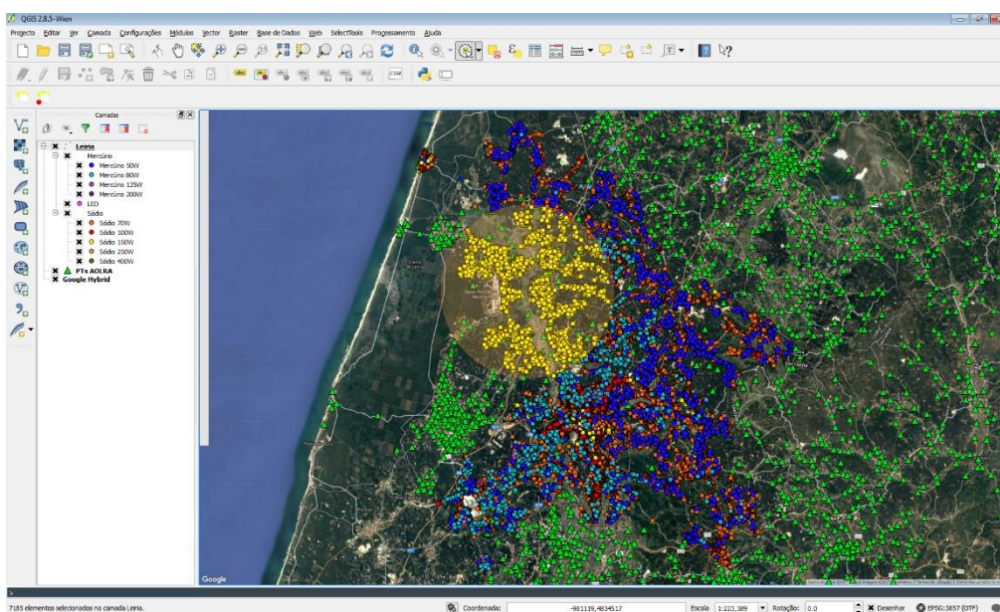 QGIS 2.8.5-Wien
Projecto Editar Ver Camada Configurações Módulos Vector Raster Base de Dados Web SelectTools Processamento Ajuda
CSW
Camadas
Leiria
Mercúrio
Mercúrio 50W
Mercúrio 80W
Mercúrio 125W
Mercúrio 200W
LED
Sódio
Sódio 70W
Sódio 100W
Sódio 150W
Sódio 250W
Sódio 400W
PTs AOLRA
Google Hybrid
Google
7185 elementos selecionados na camada Leiria.
Coordenada: -981119,4834517 Escala 1:223,389 Rotação: 0.0 Desenhar EPSG:3857 (OTF)